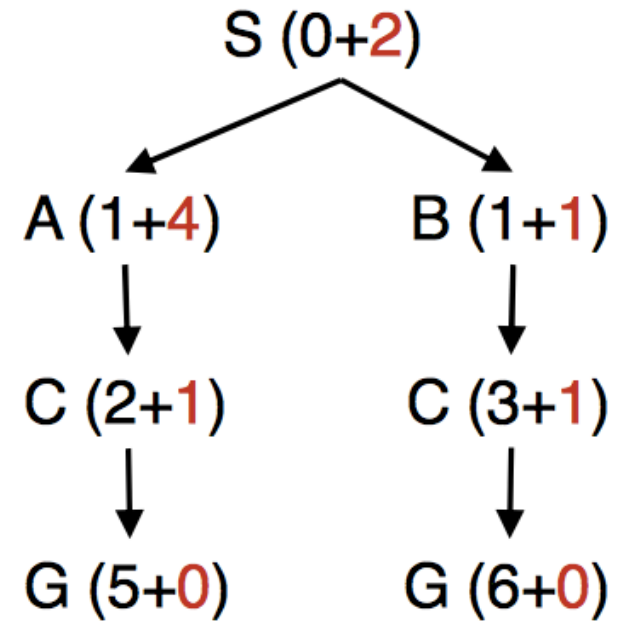 S (0+2)
A (1+4) B (1+1)
C (2+1) C (3+1)
G (5+0) G (6+0)